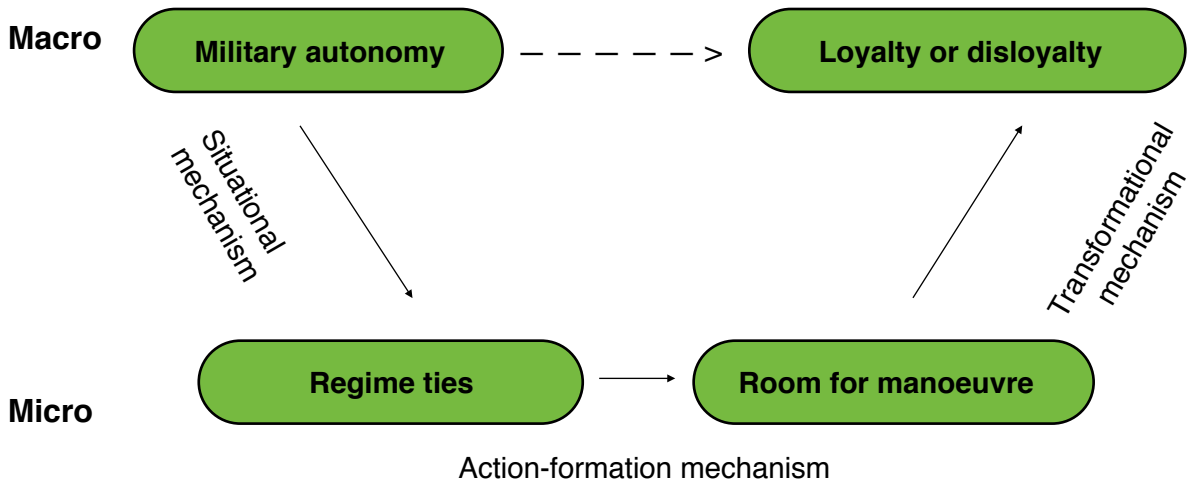 Macro
Military autonomy
Loyalty or disloyalty
Situational
mechanism
Transformational
mechanism
Regime ties
Room for manoeuvre
Micro
Action-formation mechanism